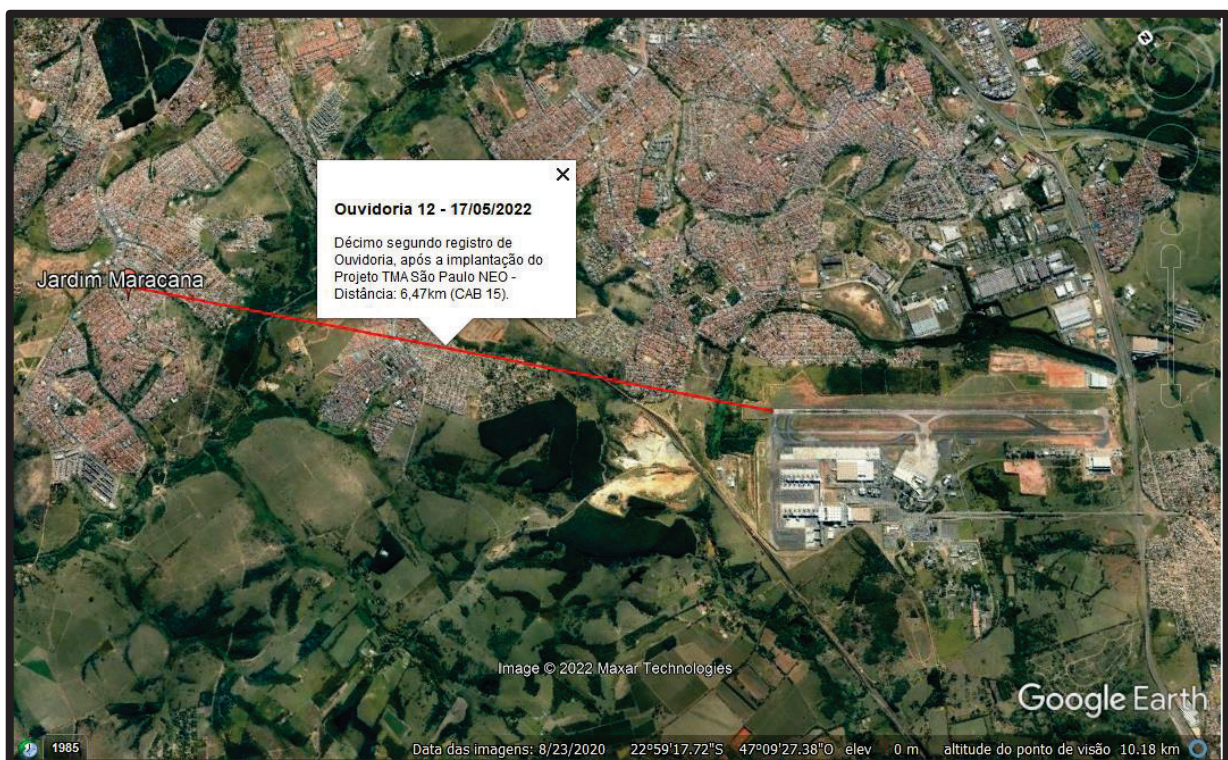 N
Ouvidoria 12 - 17/05/2022
Décimo segundo registro de
Ouvidoria, após a implantação do
Projeto TMA São Paulo NEO -
Distância: 6,47km (CAB 15).
Jardim Maracana
Image © 2022 Maxar Technologies
Google Earth
1985
Data das imagens: 8/23/2020 22°59'17.72"S 47°09'27.38"O elev 0 m altitude do ponto de visão 10.18 km